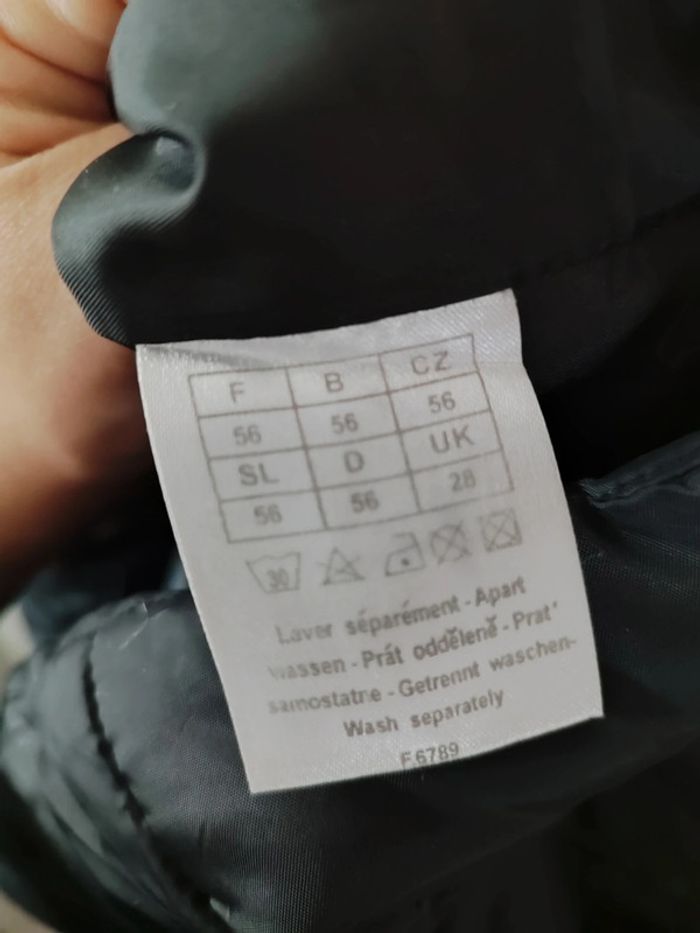 F B CZ
56 56 56
SL D UK
56 56 28
30
Laver séparément - Apart
wassen - Prát oddĕlenĕ - Prat'
samostatne - Getrennt waschen-
Wash separately
F.6789